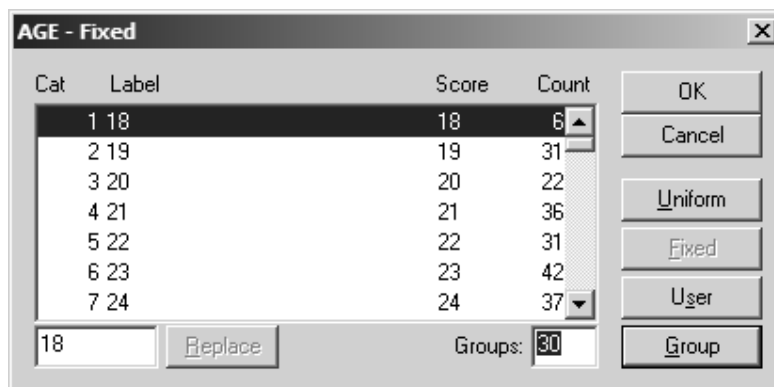 AGE - Fixed
Cat Label Score Count
1 18 18 6
2 19 19 31
3 20 20 22
4 21 21 36
5 22 22 31
6 23 23 42
7 24 24 37
18 Replace Groups: 30
OK
Cancel
Uniform
Fixed
User
Group